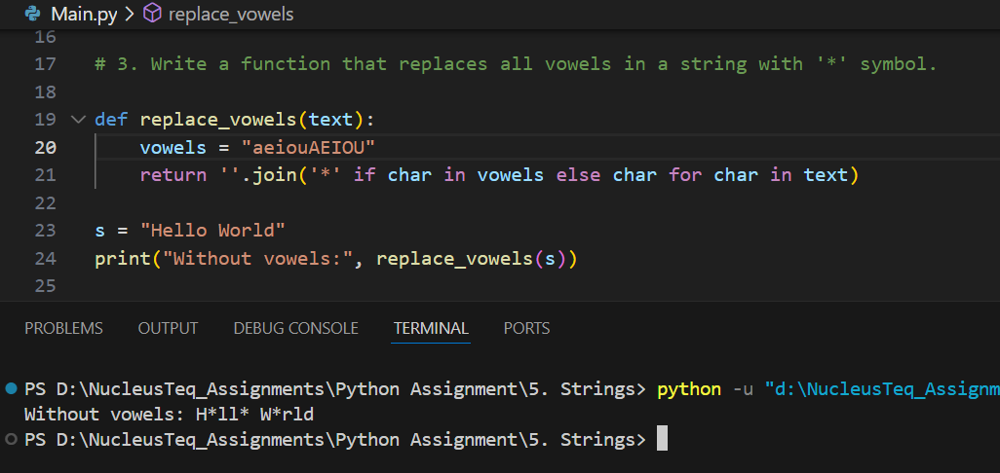 Main.py > replace_vowels
16
17 # 3. Write a function that replaces all vowels in a string with '*' symbol.
18
19 def replace_vowels(text):
20     vowels = "aeiouAEIOU"
21     return ''.join('*' if char in vowels else char for char in text)
22
23 s = "Hello World"
24 print("Without vowels:", replace_vowels(s))
25
PROBLEMS OUTPUT DEBUG CONSOLE TERMINAL PORTS
PS D:\NucleusTeq_Assignments\Python Assignment\5. Strings> python -u "d:\NucleusTeq_Assignm
Without vowels: H*ll* W*rld
PS D:\NucleusTeq_Assignments\Python Assignment\5. Strings>